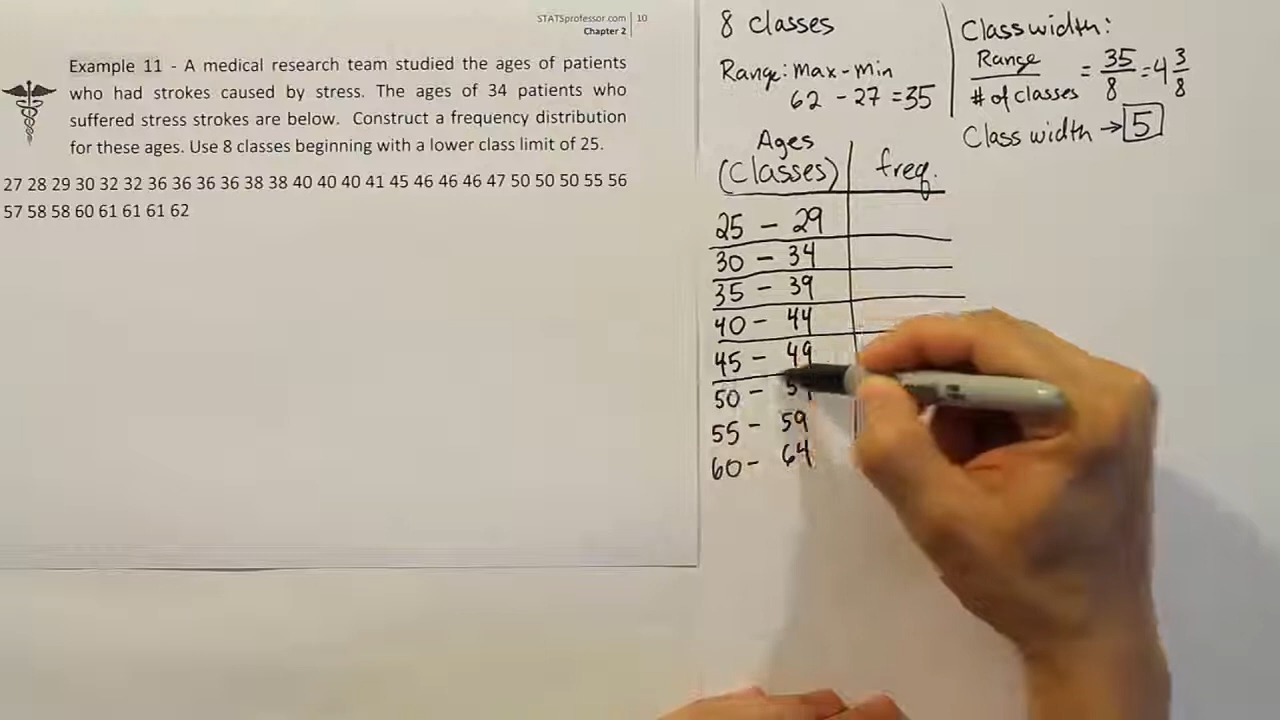 STATSprofessor.com 10
Chapter 2
Example 11 - A medical research team studied the ages of patients
who had strokes caused by stress. The ages of 34 patients who
suffered stress strokes are below. Construct a frequency distribution
for these ages. Use 8 classes beginning with a lower class limit of 25.
27 28 29 30 32 32 36 36 36 36 38 38 40 40 40 41 45 46 46 46 47 50 50 50 55 56
57 58 58 60 61 61 61 62
8 Classes
Range: max-min
62 - 27 = 35
Class width:
Range
# of classes
= 35/8 = 4 3/8
Class width → 5
Ages
(Classes) freq.
25 - 29
30 - 34
35 - 39
40 - 44
45 - 49
50 -
55 - 59
60 - 64